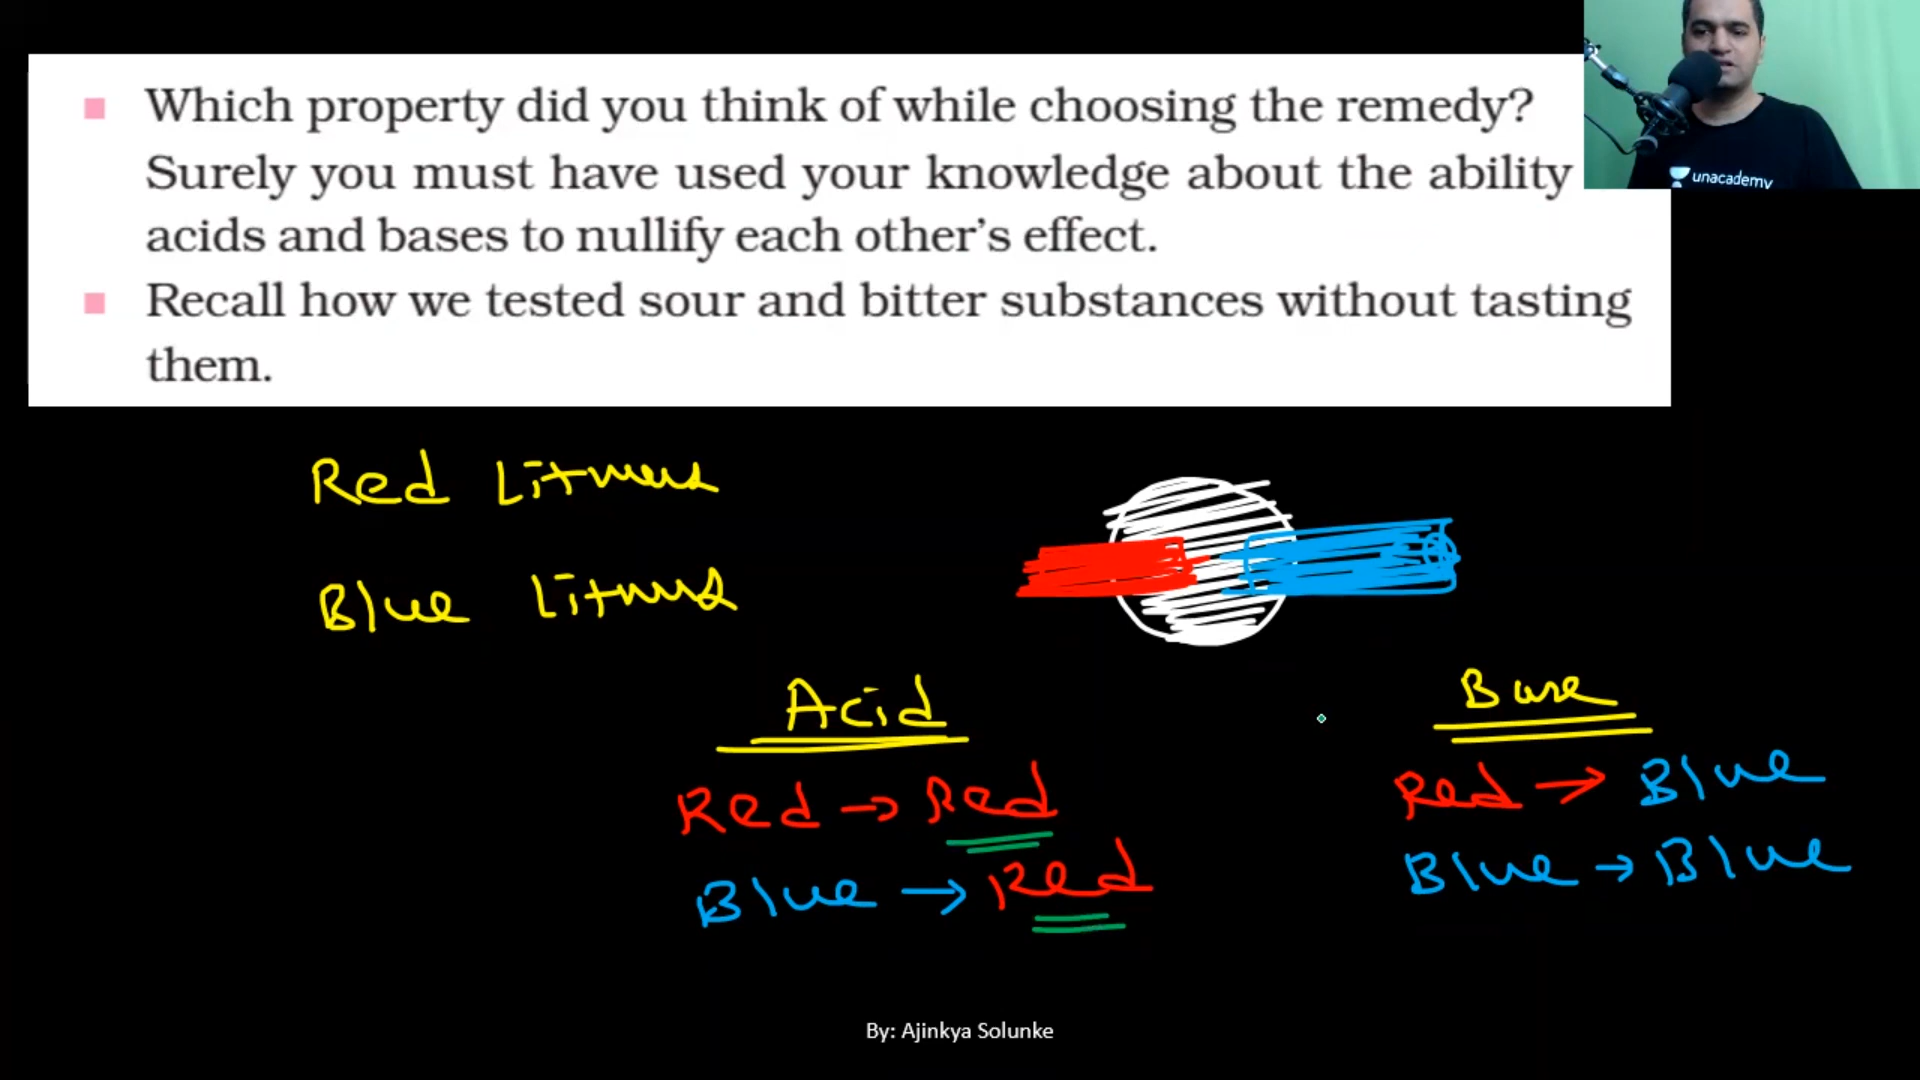 Which property did you think of while choosing the remedy?
Surely you must have used your knowledge about the ability
acids and bases to nullify each other's effect.
Recall how we tested sour and bitter substances without tasting
them.
unacademy
Red Litmus
Blue Litmus
Acid
Red → Red
Blue → Red
Base
Red → Blue
Blue → Blue
By: Ajinkya Solunke